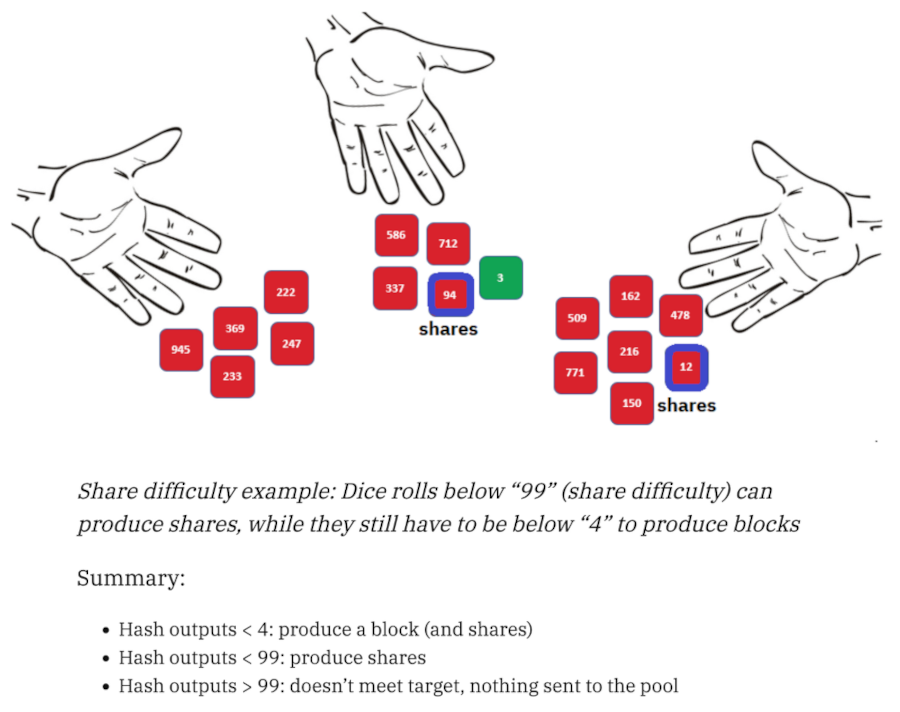 586
712
3
337
94
shares
222
369
247
945
233
162
509
478
216
771
12
150
shares
Share difficulty example: Dice rolls below “99” (share difficulty) can
produce shares, while they still have to be below “4” to produce blocks
Summary:
• Hash outputs < 4: produce a block (and shares)
• Hash outputs < 99: produce shares
• Hash outputs > 99: doesn’t meet target, nothing sent to the pool